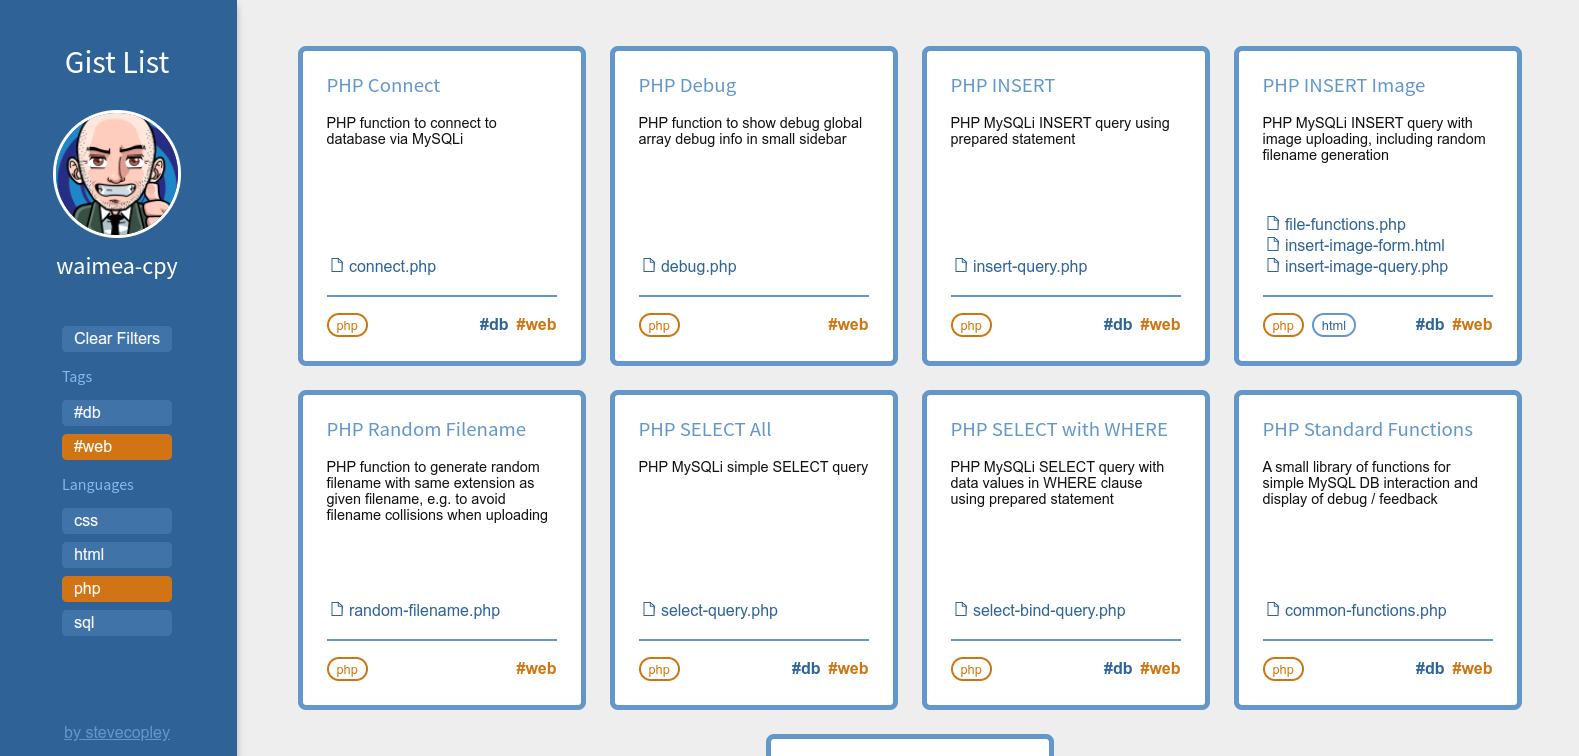 Gist List
waimea-cpy
Clear Filters
Tags
#db
#web
Languages
css
html
php
sql
by stevecopley
PHP Connect
PHP function to connect to
database via MySQLi
connect.php
php #db #web
PHP Debug
PHP function to show debug global
array debug info in small sidebar
debug.php
php #web
PHP INSERT
PHP MySQLi INSERT query using
prepared statement
insert-query.php
php #db #web
PHP INSERT Image
PHP MySQLi INSERT query with
image uploading, including random
filename generation
file-functions.php
insert-image-form.html
insert-image-query.php
php html #db #web
PHP Random Filename
PHP function to generate random
filename with same extension as
given filename, e.g. to avoid
filename collisions when uploading
random-filename.php
php #web
PHP SELECT All
PHP MySQLi simple SELECT query
select-query.php
php #db #web
PHP SELECT with WHERE
PHP MySQLi SELECT query with
data values in WHERE clause
using prepared statement
select-bind-query.php
php #db #web
PHP Standard Functions
A small library of functions for
simple MySQL DB interaction and
display of debug / feedback
common-functions.php
php #db #web